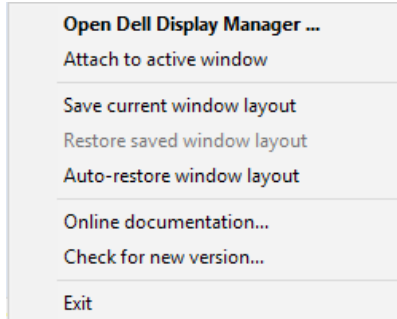 Open Dell Display Manager ...
Attach to active window
Save current window layout
Restore saved window layout
Auto-restore window layout
Online documentation...
Check for new version...
Exit